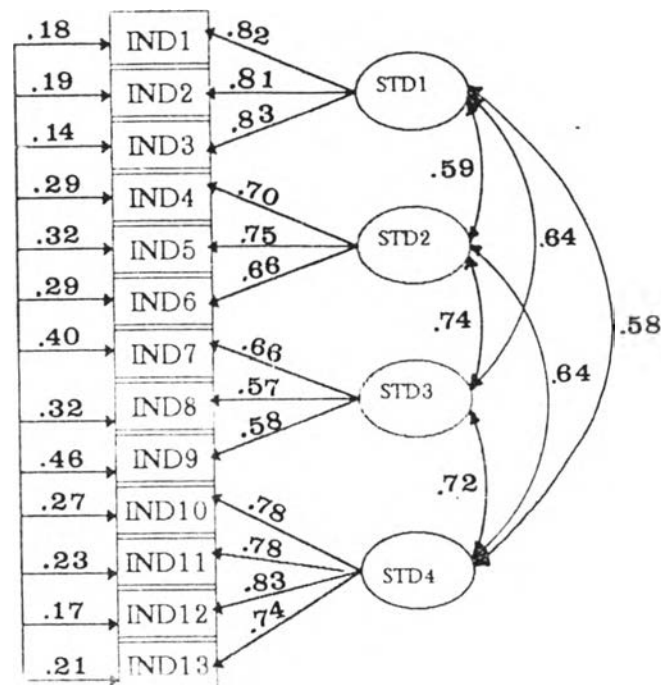 .18 IND1 .82 STD1
.19 IND2 .81
.14 IND3 .83
.59
.29 IND4 .70
.32 IND5 .75 STD2 .64
.29 IND6 .66
.74 .58
.40 IND7 .66
.64
.32 IND8 .57 STD3
.46 IND9 .58
.72
.27 IND10 .78
.23 IND11 .78
STD4
.17 IND12 .83
.21 IND13 .74